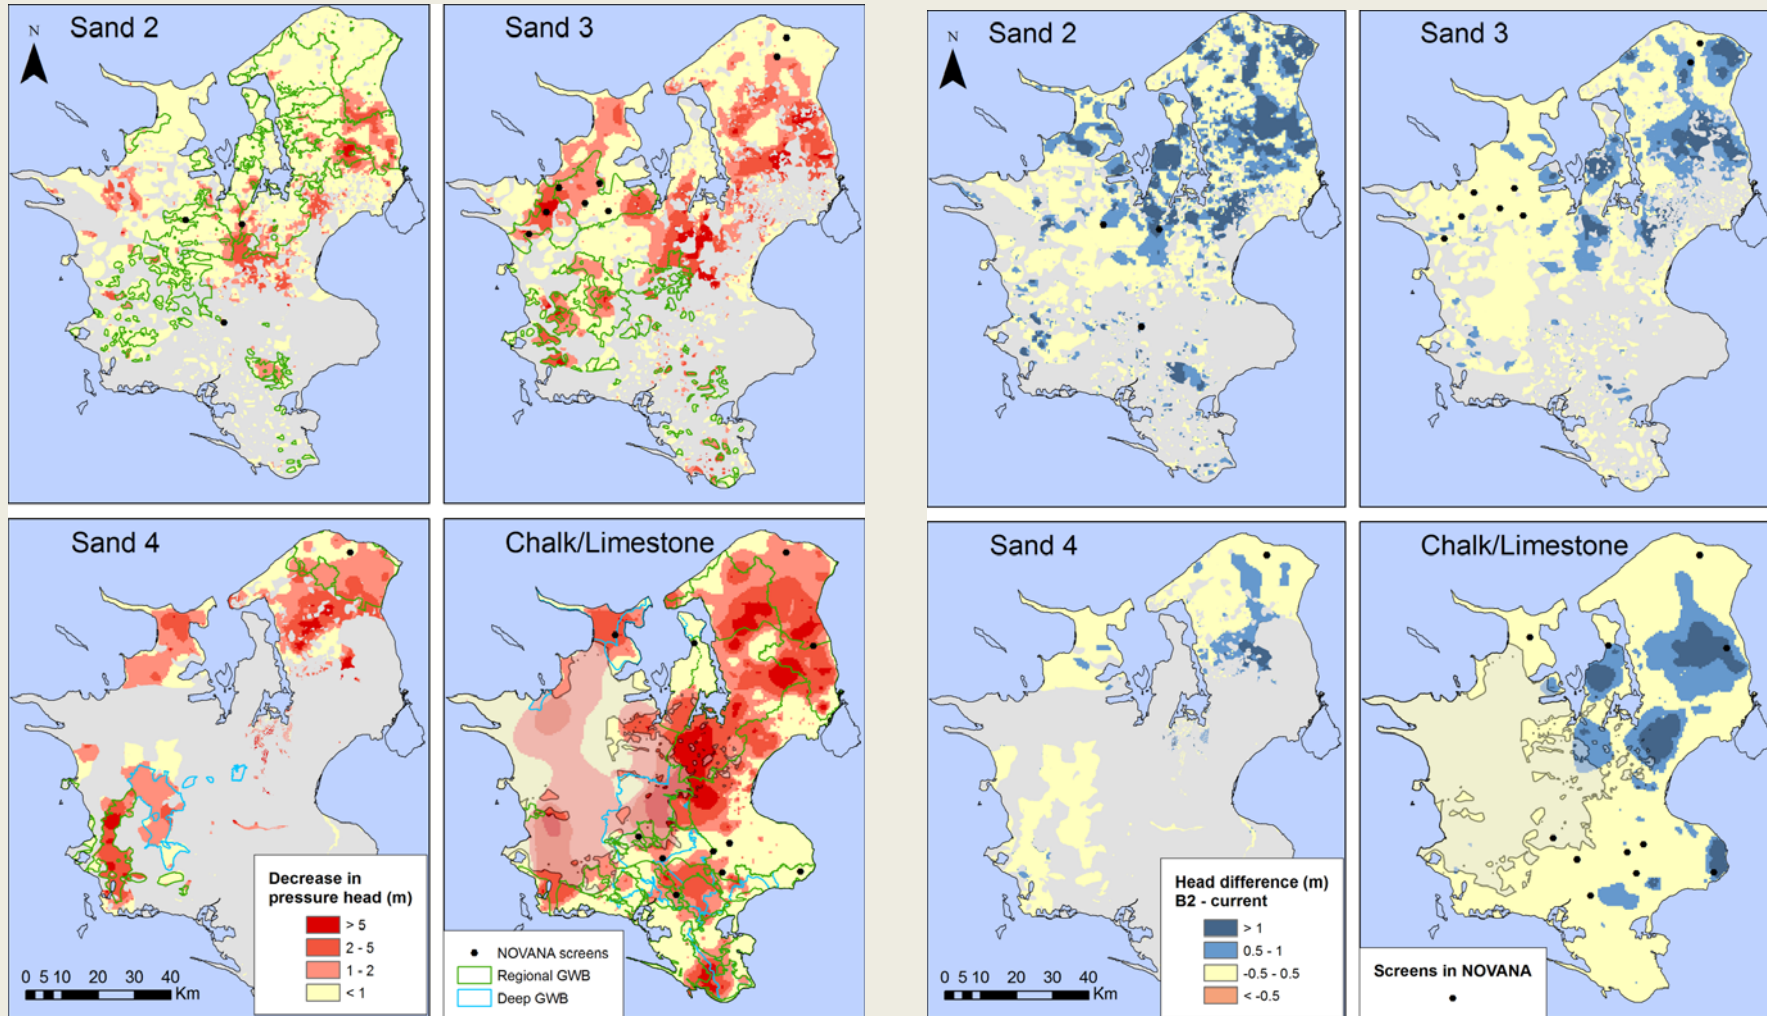 Sand 2
N
Sand 3
Sand 4
Decrease in
pressure head (m)
> 5
2 - 5
1 - 2
< 1
0 5 10 20 30 40
Km
Chalk/Limestone
NOVANA screens
Regional GWB
Deep GWB
Sand 2
N
Sand 3
Sand 4
Head difference (m)
B2 - current
> 1
0.5 - 1
-0.5 - 0.5
< -0.5
0 5 10 20 30 40
Km
Chalk/Limestone
Screens in NOVANA